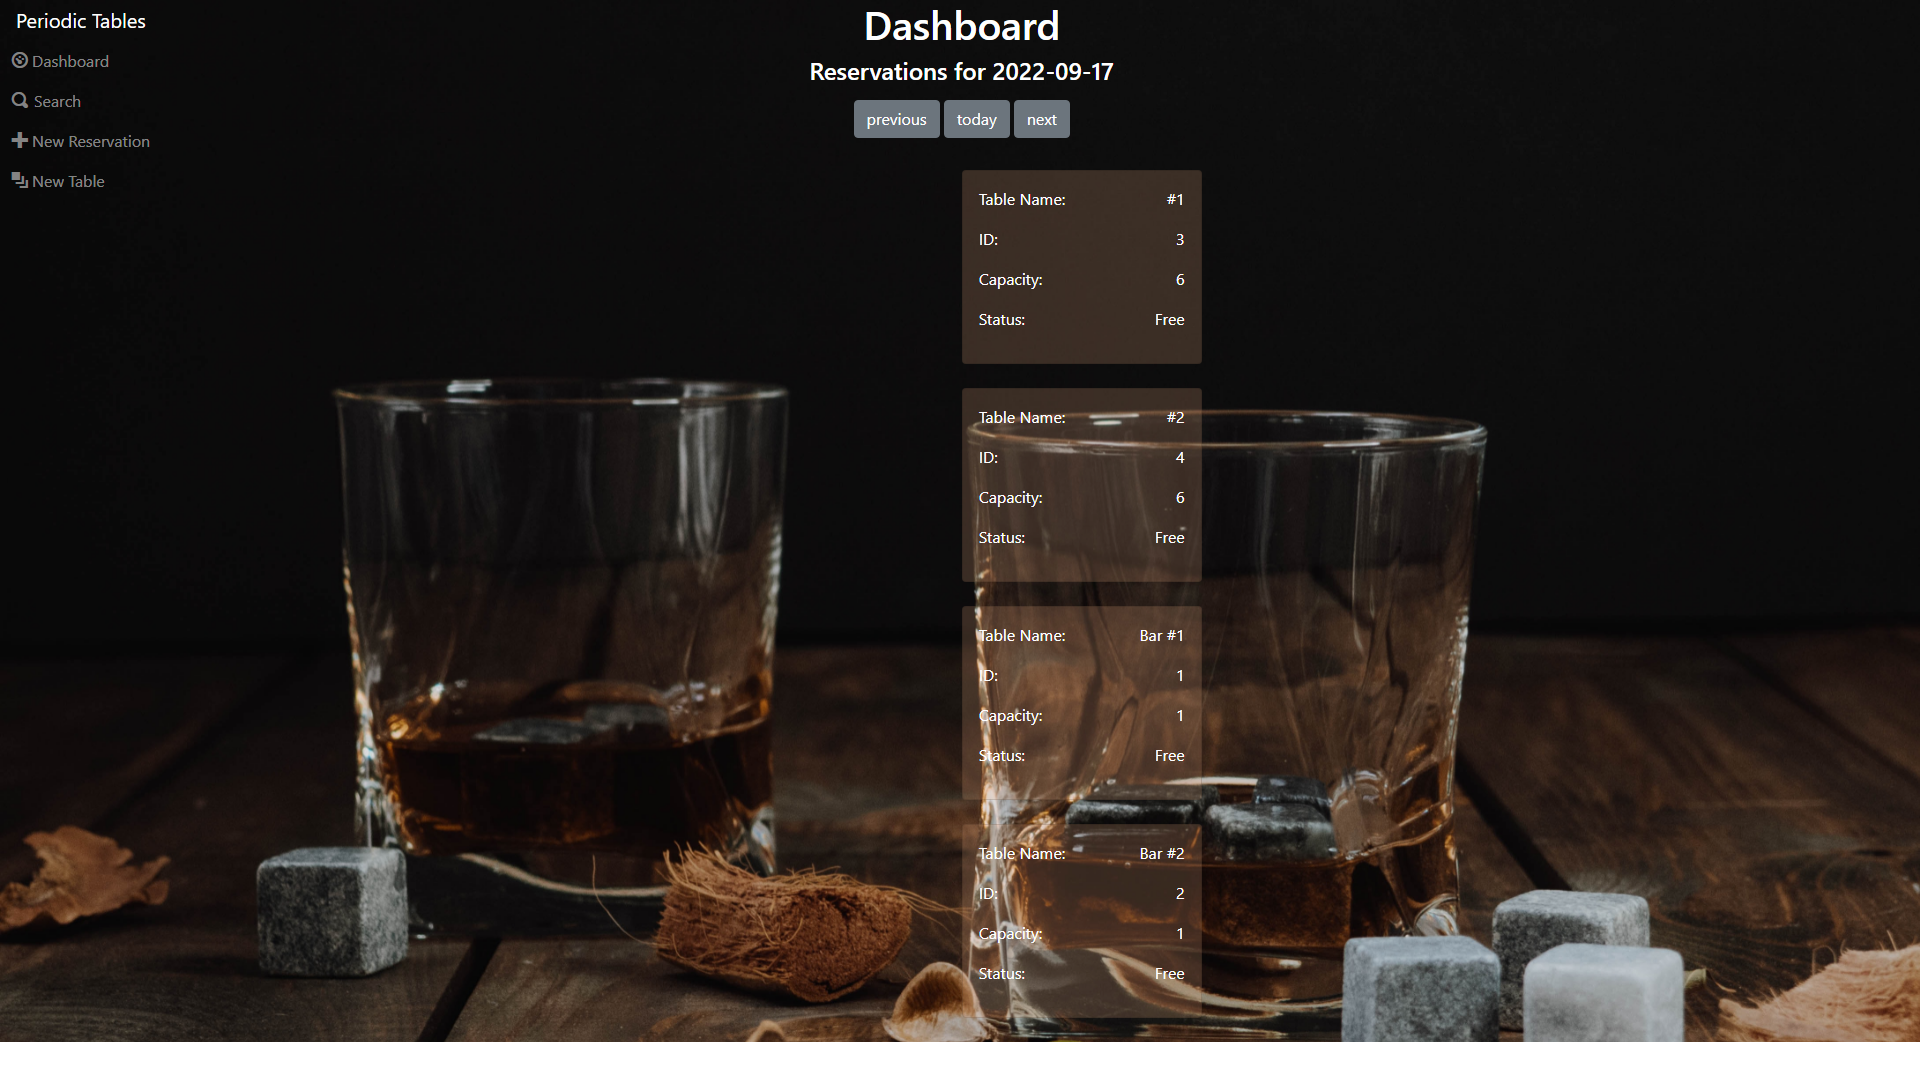 Periodic Tables
Dashboard
Search
New Reservation
New Table
Dashboard
Reservations for 2022-09-17
previous today next
Table Name: #1
ID: 3
Capacity: 6
Status: Free
Table Name: #2
ID: 4
Capacity: 6
Status: Free
Table Name: Bar #1
ID: 1
Capacity: 1
Status: Free
Table Name: Bar #2
ID: 2
Capacity: 1
Status: Free